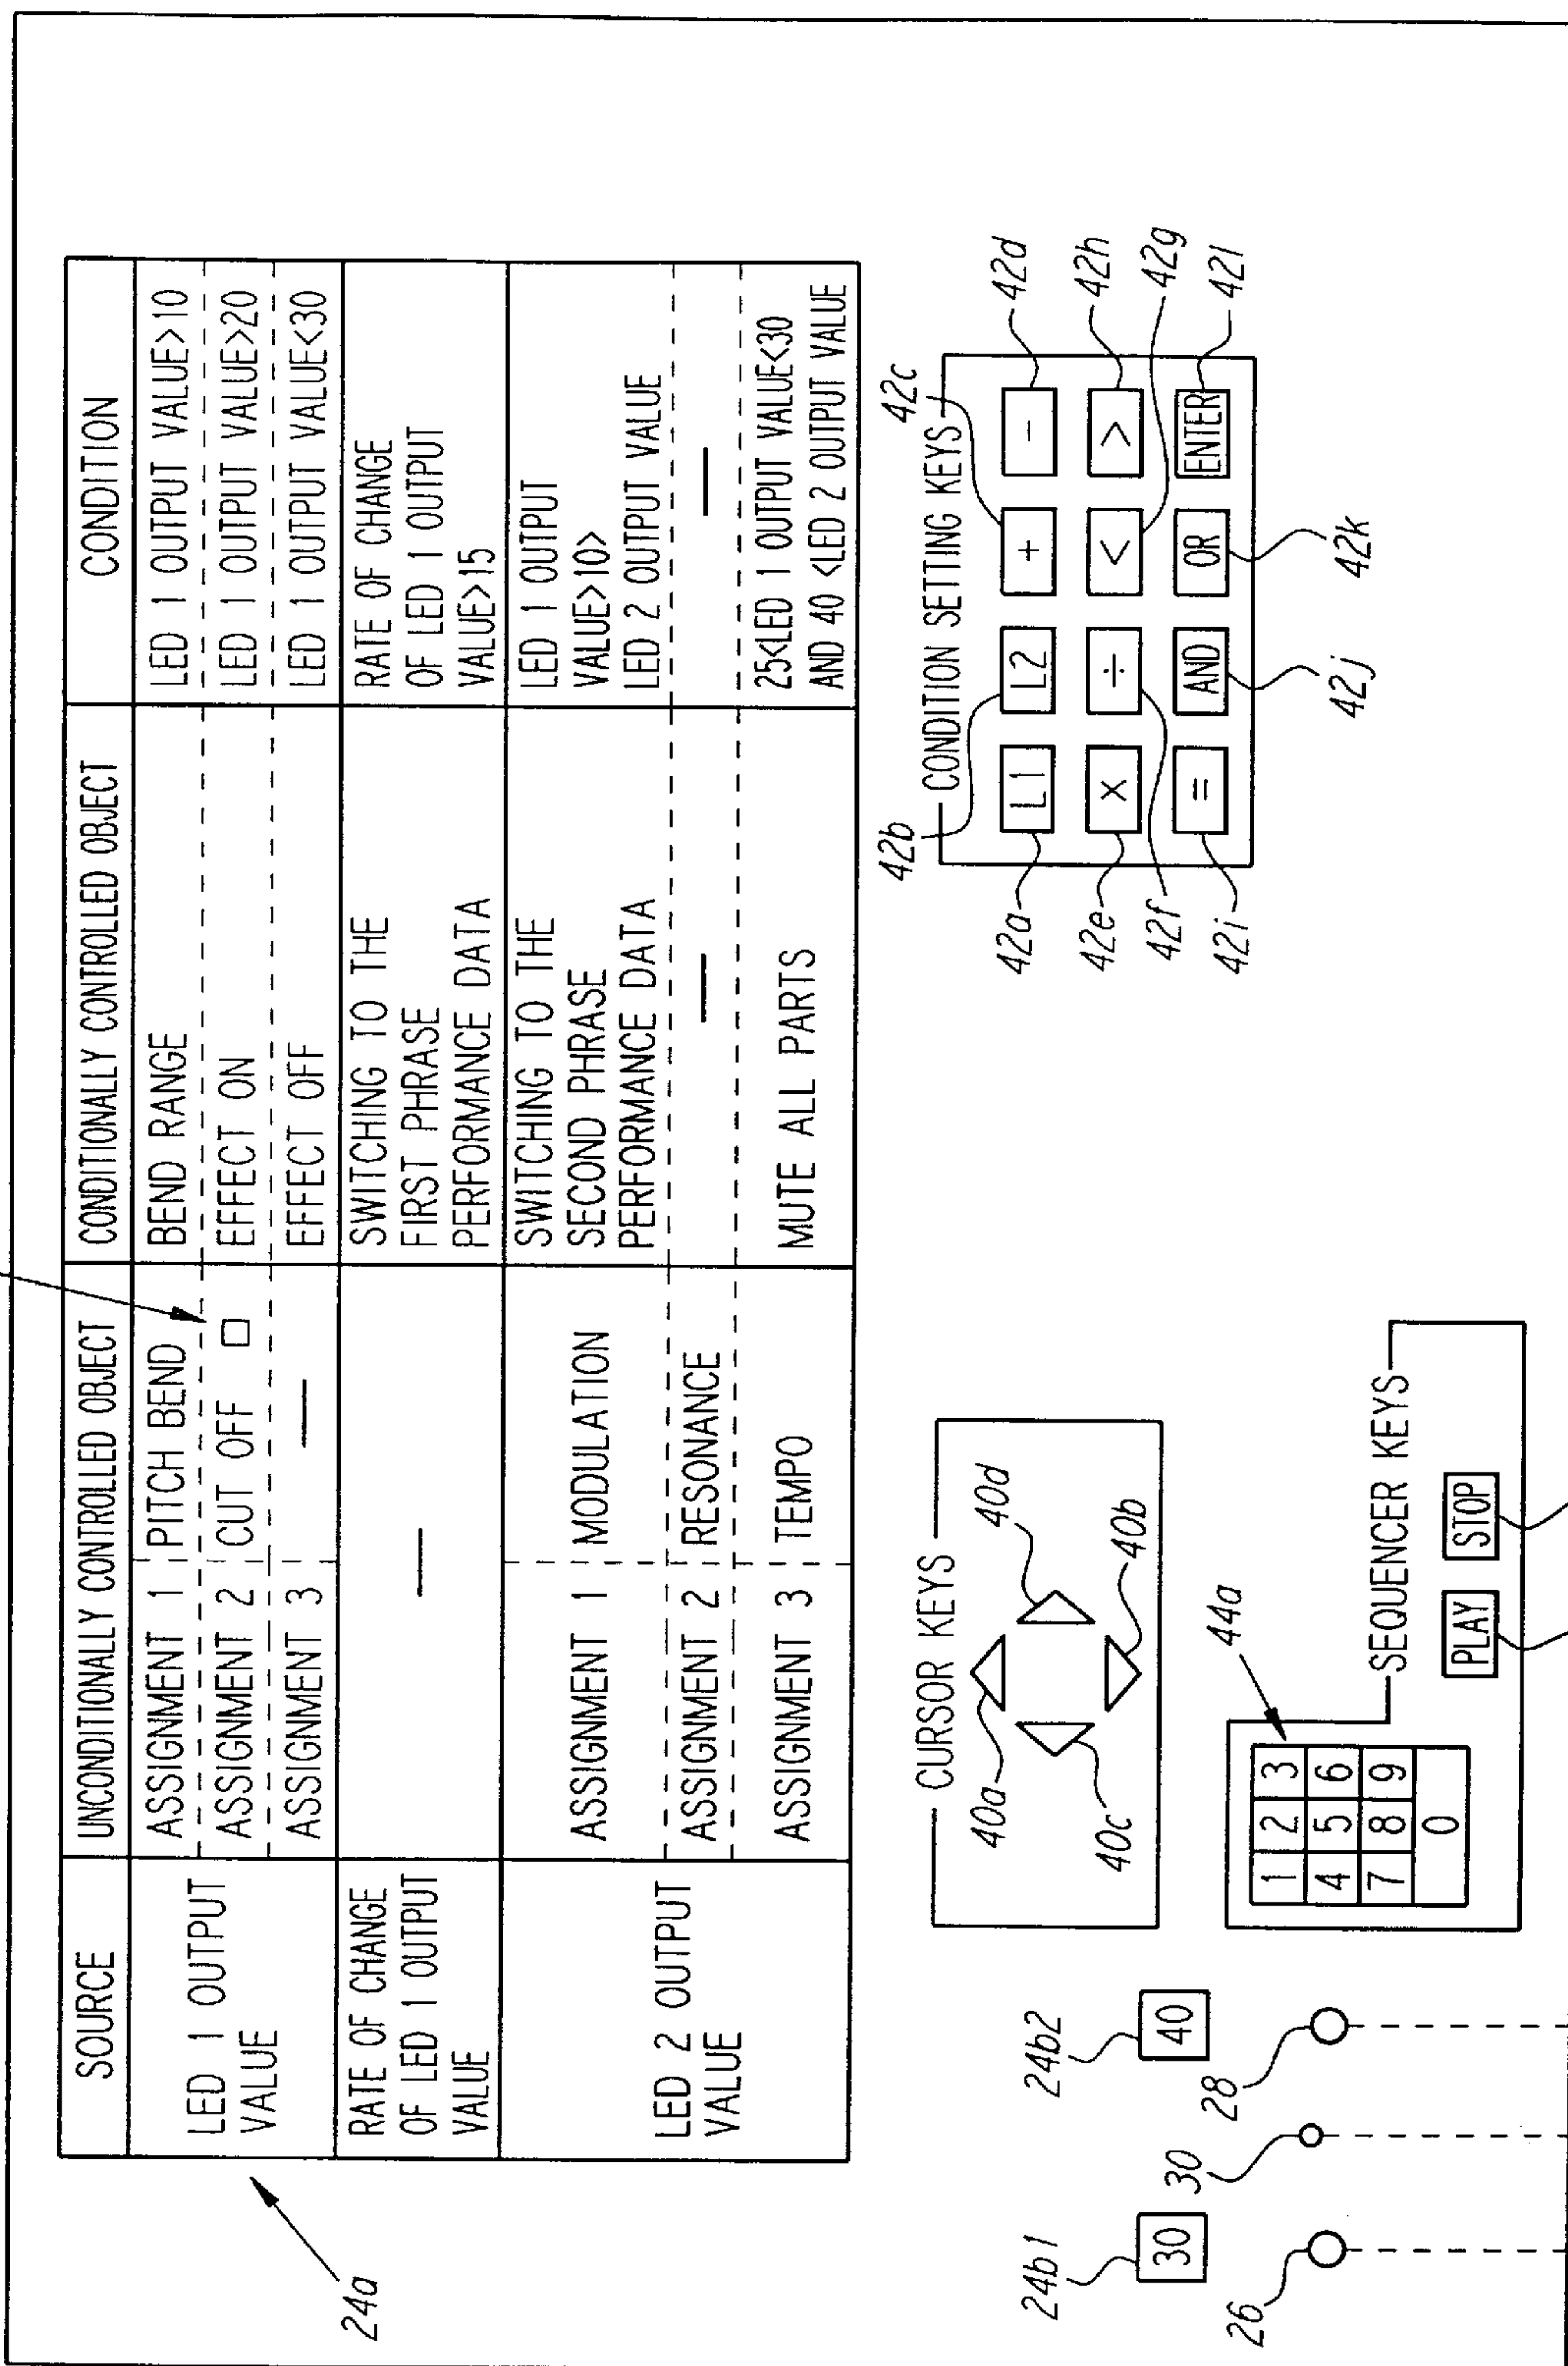 SOURCE
UNCONDITIONALLY CONTROLLED OBJECT
CONDITIONALLY CONTROLLED OBJECT
CONDITION
LED 1 OUTPUT
VALUE
ASSIGNMENT 1
PITCH BEND
BEND RANGE
LED 1 OUTPUT VALUE>10
ASSIGNMENT 2
CUT OFF
EFFECT ON
LED 1 OUTPUT VALUE>20
ASSIGNMENT 3
—
EFFECT OFF
LED 1 OUTPUT VALUE<30
RATE OF CHANGE
OF LED 1 OUTPUT
VALUE
—
SWITCHING TO THE
FIRST PHRASE
PERFORMANCE DATA
RATE OF CHANGE
OF LED 1 OUTPUT
VALUE>15
LED 2 OUTPUT
VALUE
ASSIGNMENT 1
MODULATION
SWITCHING TO THE
SECOND PHRASE
PERFORMANCE DATA
LED 1 OUTPUT
VALUE>10>
LED 2 OUTPUT VALUE
ASSIGNMENT 2
RESONANCE
—
—
ASSIGNMENT 3
TEMPO
MUTE ALL PARTS
25<LED 1 OUTPUT VALUE<30
AND 40 <LED 2 OUTPUT VALUE
24a
24b1
30
24b2
40
26
30
28
CURSOR KEYS
40a
40d
40c
40b
44a
1 2 3
4 5 6
7 8 9
0
SEQUENCER KEYS
PLAY
STOP
CONDITION SETTING KEYS
42b
42c
42a
L1
L2
+
-
42d
42e
×
÷
<
>
42h
42f
42g
42i
=
AND
OR
ENTER
42l
42j
42k